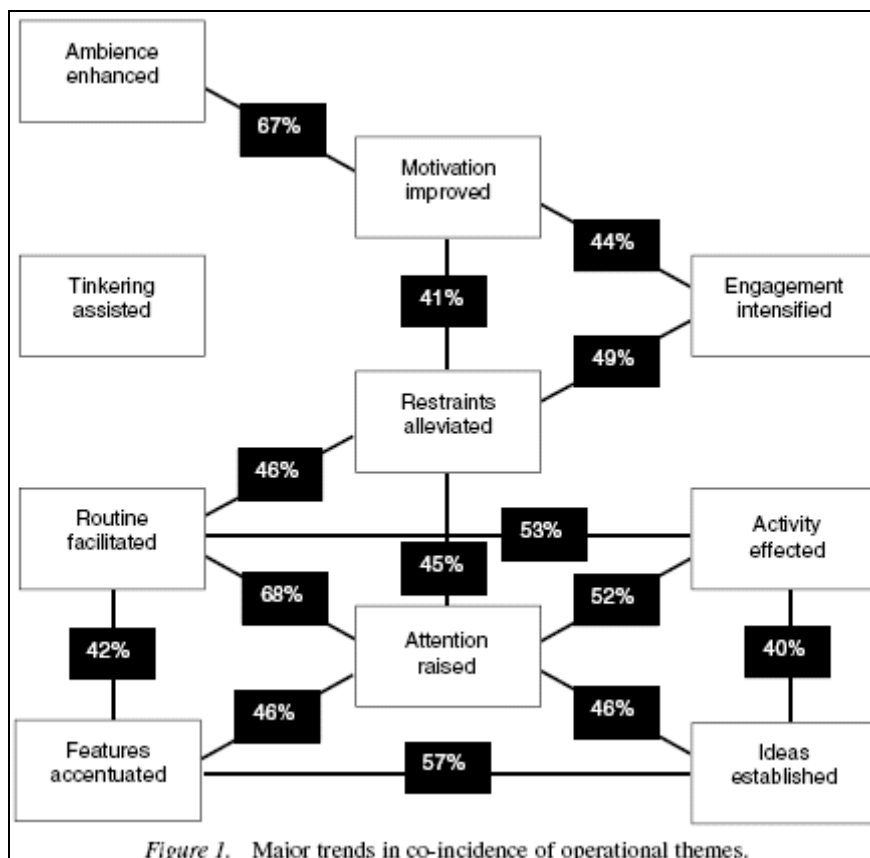 Ambience
enhanced
67%
Motivation
improved
44%
Tinkering
assisted
41%
Engagement
intensified
49%
Restraints
alleviated
46%
Routine
facilitated
53%
Activity
effected
45%
68%
52%
42%
Attention
raised
40%
46%
46%
Features
accentuated
57%
Ideas
established
Figure 1. Major trends in co-incidence of operational themes.